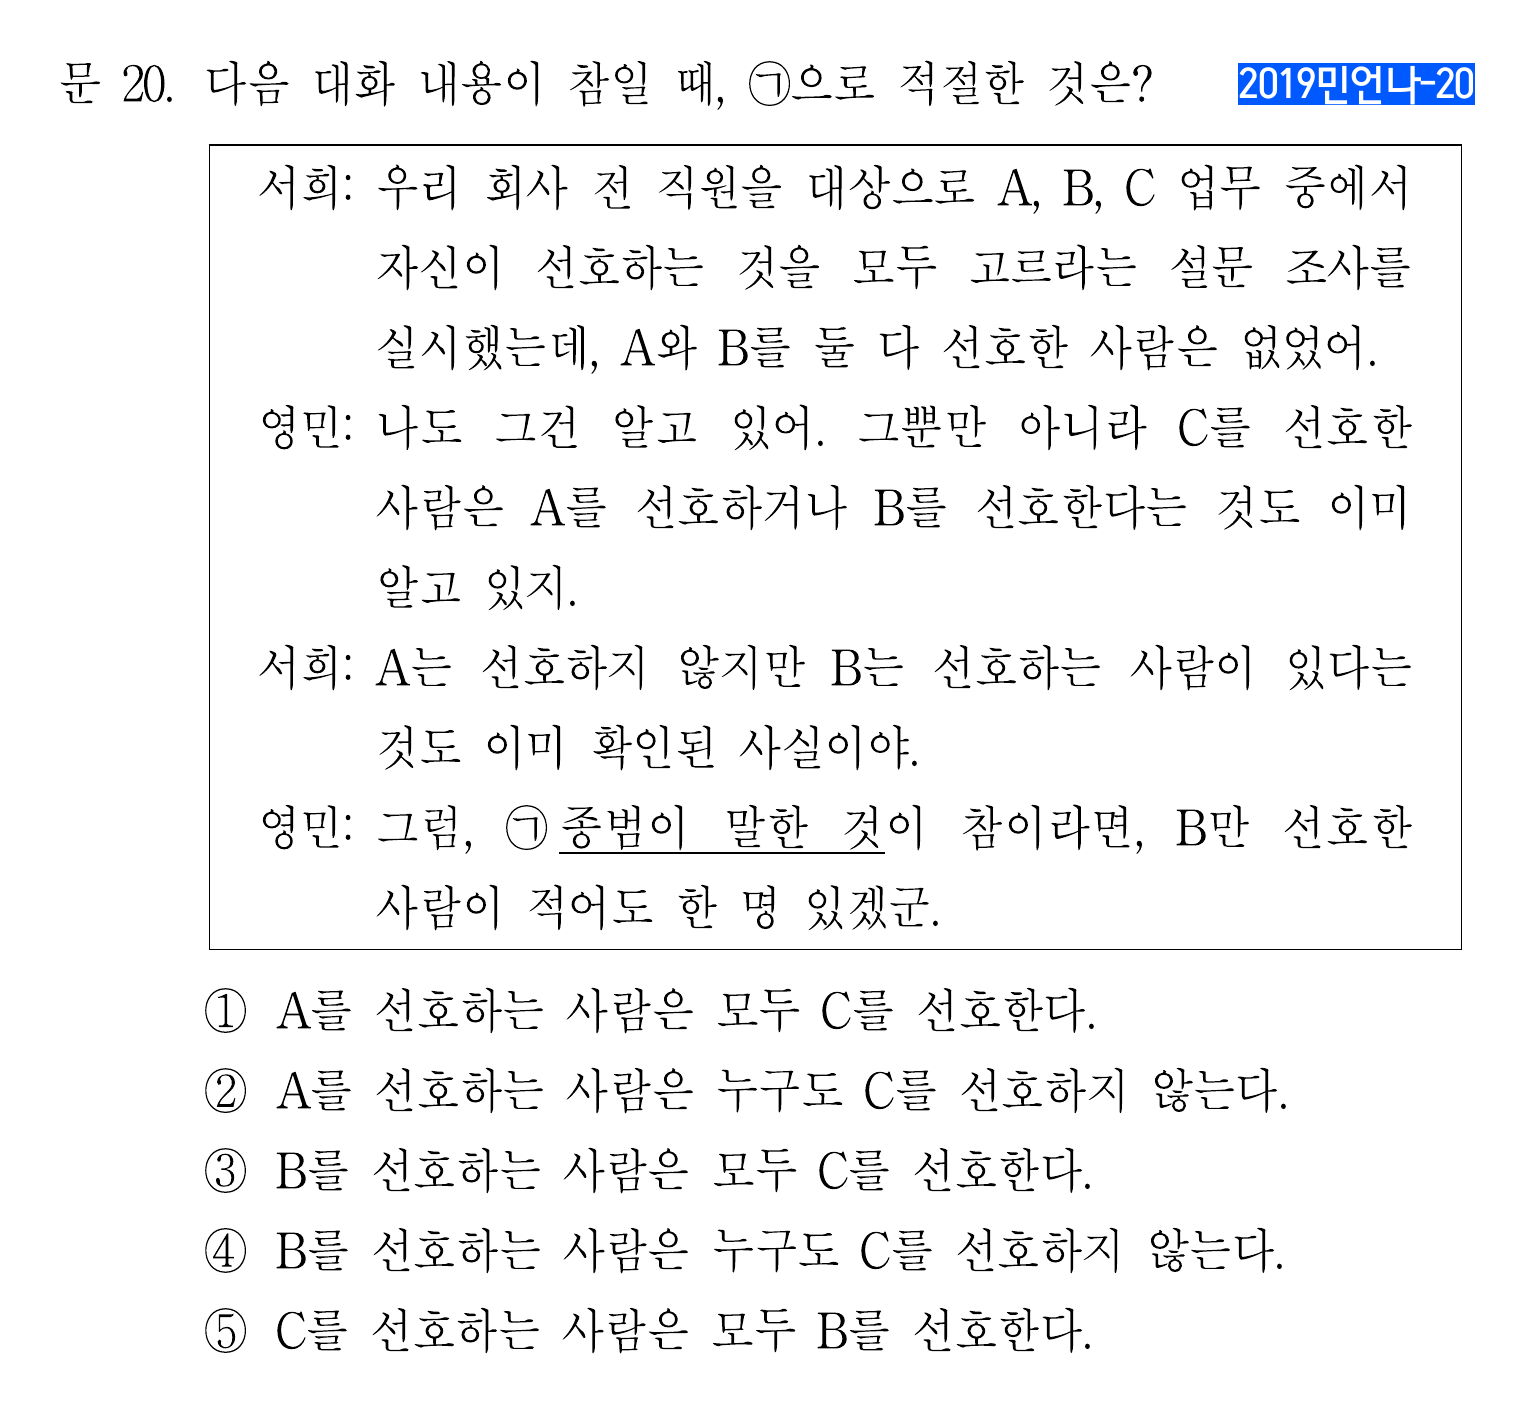 문 20. 다음 대화 내용이 참일 때, ㉠으로 적절한 것은? 2019민언나-20
서희: 우리 회사 전 직원을 대상으로 A, B, C 업무 중에서
자신이 선호하는 것을 모두 고르라는 설문 조사를
실시했는데, A와 B를 둘 다 선호한 사람은 없었어.
영민: 나도 그건 알고 있어. 그뿐만 아니라 C를 선호한
사람은 A를 선호하거나 B를 선호한다는 것도 이미
알고 있지.
서희: A는 선호하지 않지만 B는 선호하는 사람이 있다는
것도 이미 확인된 사실이야.
영민: 그럼, ㉠종범이 말한 것이 참이라면, B만 선호한
사람이 적어도 한 명 있겠군.
① A를 선호하는 사람은 모두 C를 선호한다.
② A를 선호하는 사람은 누구도 C를 선호하지 않는다.
③ B를 선호하는 사람은 모두 C를 선호한다.
④ B를 선호하는 사람은 누구도 C를 선호하지 않는다.
⑤ C를 선호하는 사람은 모두 B를 선호한다.